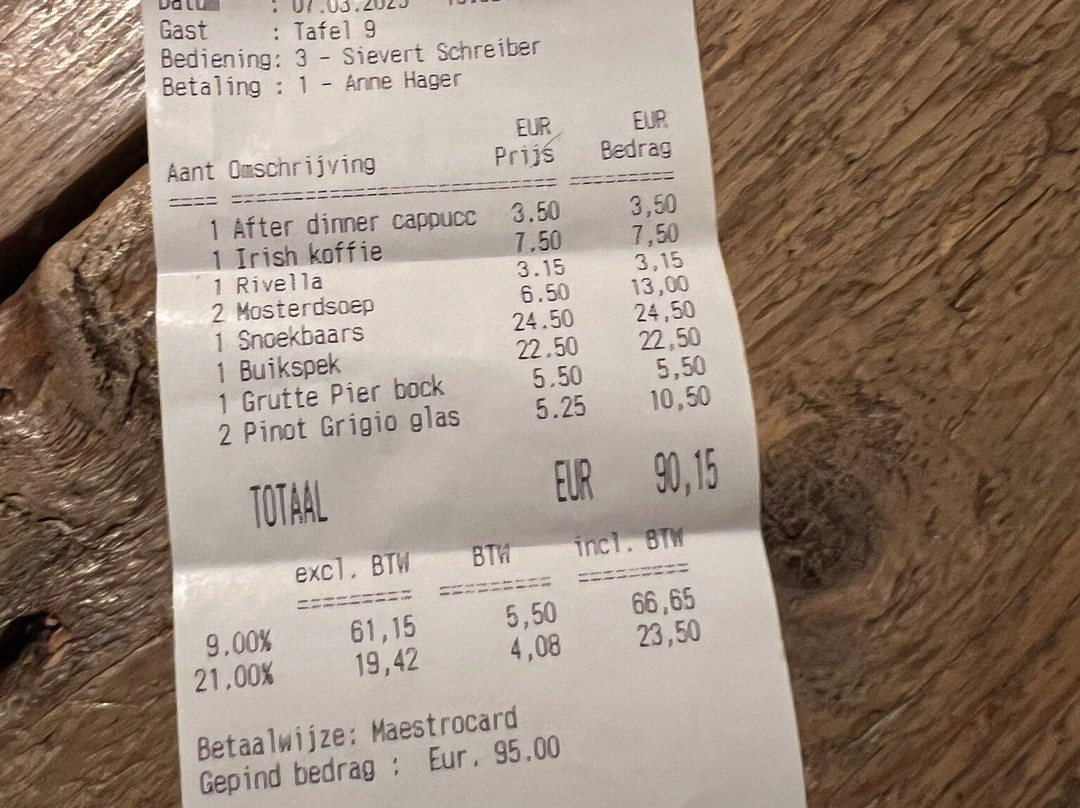 Datum : 07.03.2025
Gast : Tafel 9
Bediening: 3 - Sievert Schreiber
Betaling : 1 - Anne Hager
EUR EUR
Aant Omschrijving Prijs Bedrag
==== ============================ =========
1 After dinner cappucc 3.50 3,50
1 Irish koffie 7.50 7,50
1 Rivella 3.15 3,15
2 Mosterdsoep 6.50 13,00
1 Snoekbaars 24.50 24,50
1 Buikspek 22.50 22,50
1 Grutte Pier bock 5.50 5,50
2 Pinot Grigio glas 5.25 10,50
TOTAAL EUR 90,15
excl. BTW BTW incl. BTW
========= ========= =========
9.00% 61,15 5,50 66,65
21.00% 19,42 4,08 23,50
Betaalwijze: Maestrocard
Gepind bedrag : Eur. 95.00